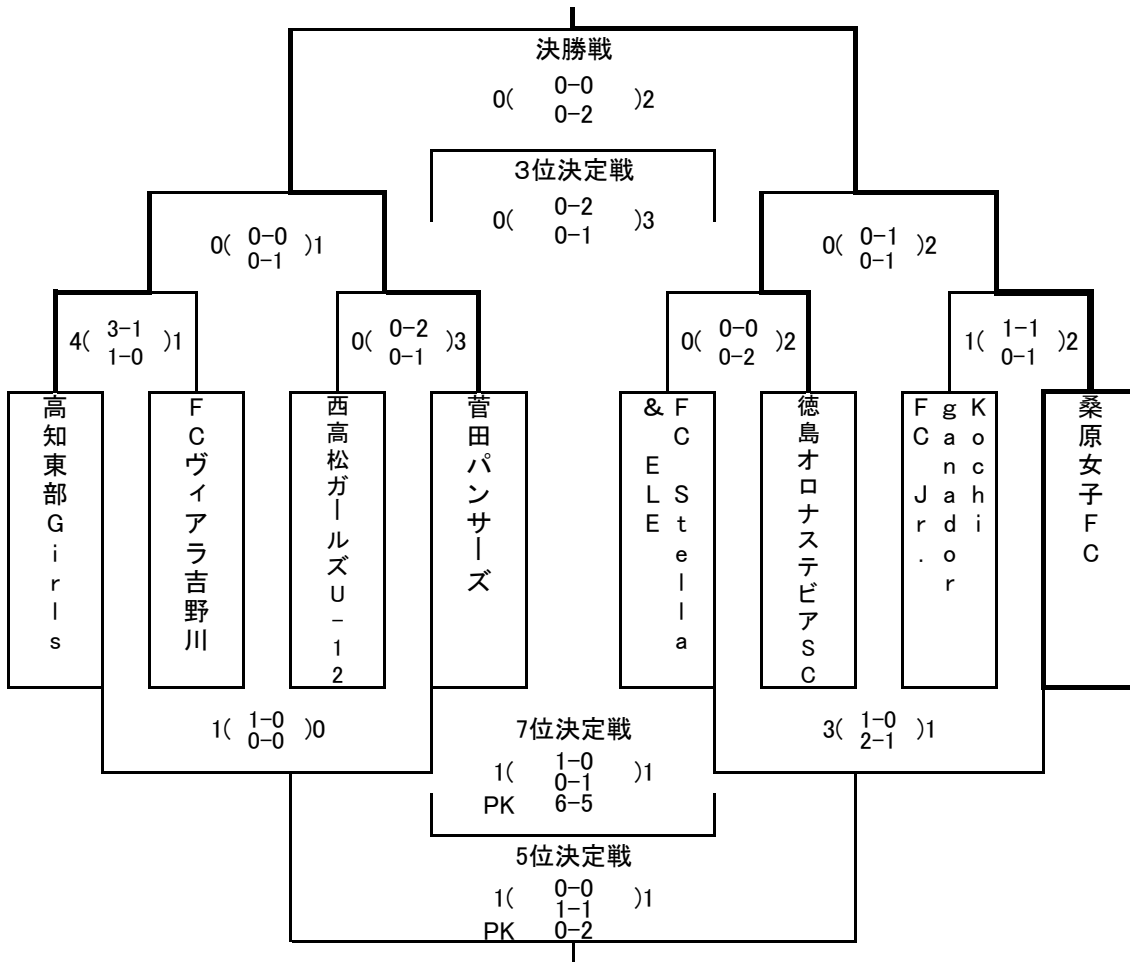 決勝戦
0( 0-0 )2
0-2
3位決定戦
0( 0-2 )3
0-1
0( 0-0 )1
0-1
0( 0-1 )2
0-1
4( 3-1 )1
1-0
0( 0-2 )3
0-1
0( 0-0 )2
0-2
1( 1-1 )2
0-1
高知東部Girls
FCヴィアラ吉野川
西高松ガールズU-12
菅田パンサーズ
FC Stella
& ELE
徳島オロナステビアSC
Kochi
ganador
FC Jr.
桑原女子FC
1( 1-0 )0
0-0
7位決定戦
1( 1-0 )1
0-1
PK 6-5
3( 1-0 )1
2-1
5位決定戦
1( 0-0 )1
1-1
PK 0-2